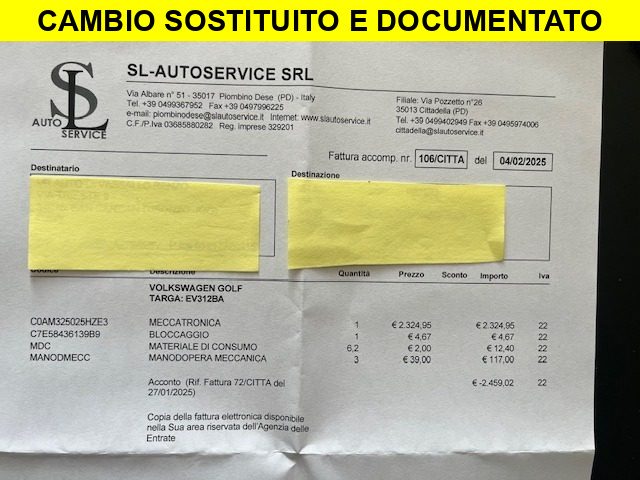 CAMBIO SOSTITUITO E DOCUMENTATO
SL
AUTO
SERVICE
SL-AUTOSERVICE SRL
Via Albare n° 51 - 35017 Piombino Dese (PD) - Italy
Tel. +39 0499367952 Fax +39 0497996225
e-mail: piombinodese@slautoservice.it Internet: www.slautoservice.it
C.F./P.Iva 03685880282 Reg. imprese 329201
Filiale: Via Pozzetto n°26
35013 Cittadella (PD)
Tel. +39 0499402949 Fax +39 0495974006
cittadella@slautoservice.it
Fattura accomp. nr. 106/CITTA del 04/02/2025
Destinatario
Destinazione
Codice Descrizione Quantità Prezzo Sconto Importo Iva
VOLKSWAGEN GOLF
TARGA: EV312BA
C0AM325025HZE3 MECCATRONICA 1 € 2.324,95 € 2.324,95 22
C7E58436139B9 BLOCCAGGIO 1 € 4,67 € 4,67 22
MDC MATERIALE DI CONSUMO 6,2 € 2,00 € 12,40 22
MANODMECC MANODOPERA MECCANICA 3 € 39,00 € 117,00 22
Acconto (Rif. Fattura 72/CITTA del € -2.459,02 22
27/01/2025)
Copia della fattura elettronica disponibile
nella Sua area riservata dell'Agenzia delle
Entrate